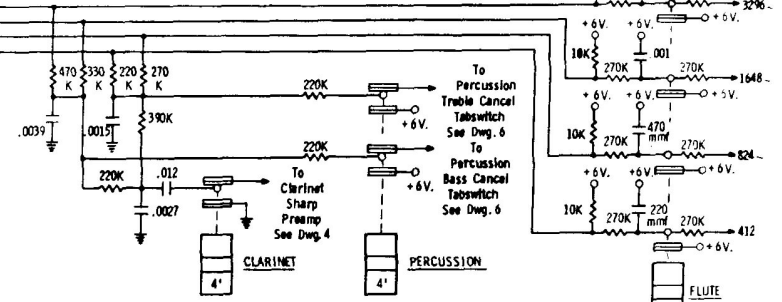 3296~
+6V.
+6V.
+6V.
10K
.001
270K
270K
1648~
+5V.
470
K
330
K
220
K
270
K
.0039
.0015
390K
220K
+6V.
To
Percussion
Treble Cancel
Tabswitch
See Dwg. 6
+6V.
+6V.
10K
270K
470
mmf
270K
824~
+6V.
220K
+6V.
To
Percussion
Bass Cancel
Tabswitch
See Dwg. 6
220K
.012
.0027
To
Clarinet
Sharp
Preamp
See Dwg. 4
+6V.
+6V.
10K
270K
220
mmf
270K
412
+6V.
CLARINET
4'
PERCUSSION
4'
FLUTE